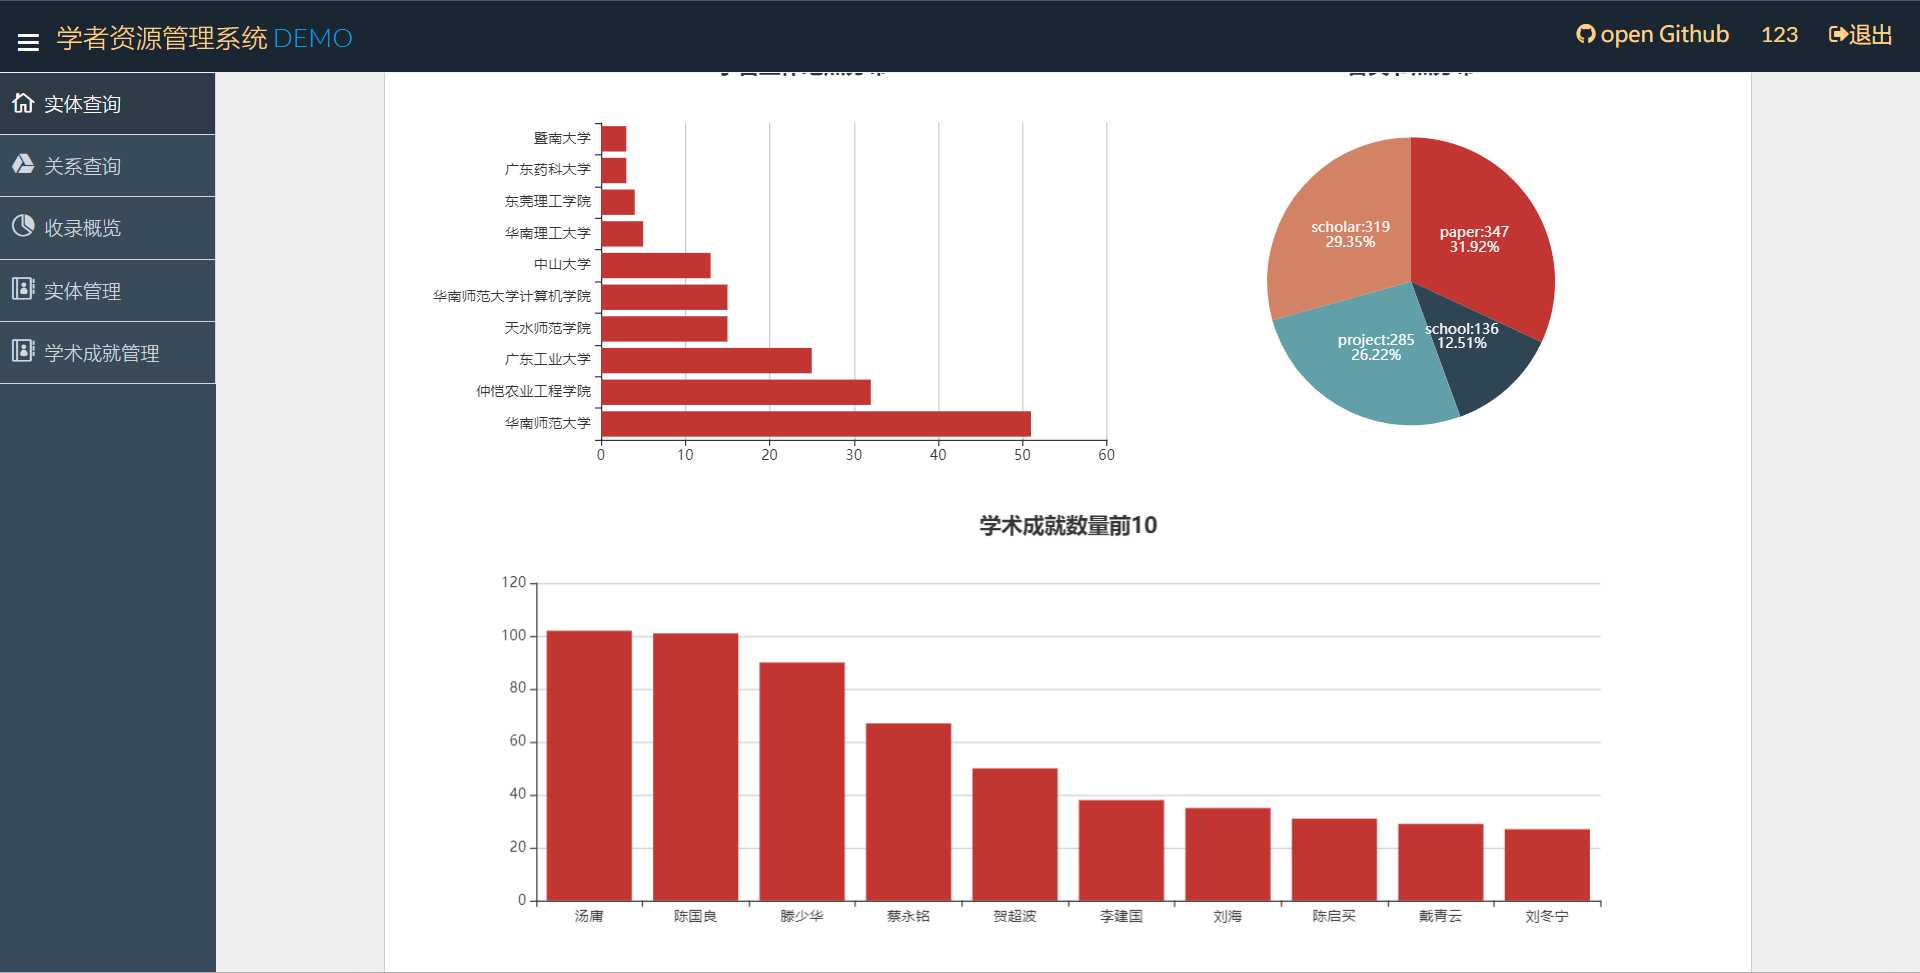 学者资源管理系统 DEMO
open Github
123
退出
实体查询
关系查询
收录概览
实体管理
学术成就管理
暨南大学
广东药科大学
东莞理工学院
华南理工大学
中山大学
华南师范大学计算机学院
天水师范学院
广东工业大学
仲恺农业工程学院
华南师范大学
0 10 20 30 40 50 60
scholar:319
29.35%
paper:347
31.92%
project:285
26.22%
school:136
12.51%
学术成就数量前10
120
100
80
60
40
20
0
汤庸 陈国良 滕少华 蔡永铭 贺超波 李建国 刘海 陈启买 戴青云 刘冬宁